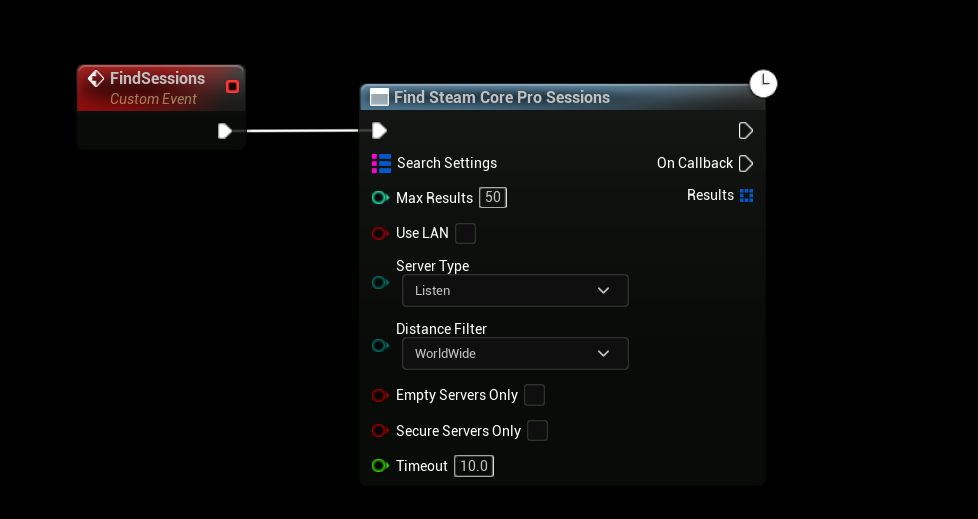 FindSessions
Custom Event
Find Steam Core Pro Sessions
Search Settings
On Callback
Max Results 50
Results
Use LAN
Server Type
Listen
Distance Filter
WorldWide
Empty Servers Only
Secure Servers Only
Timeout 10.0